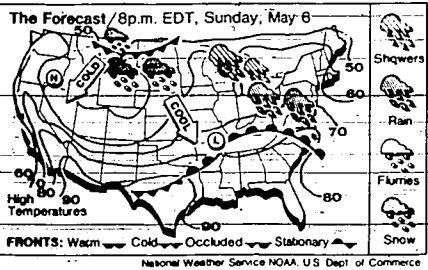 The Forecast/8p.m. EDT, Sunday, May 6
50
H
COLD
COOL
L
50
60
70
80
90
60
70
80
90
High
Temperatures
Showers
Rain
Flurries
Snow
FRONTS: Warm Cold Occluded Stationary
National Weather Service NOAA, U.S. Dept. of Commerce